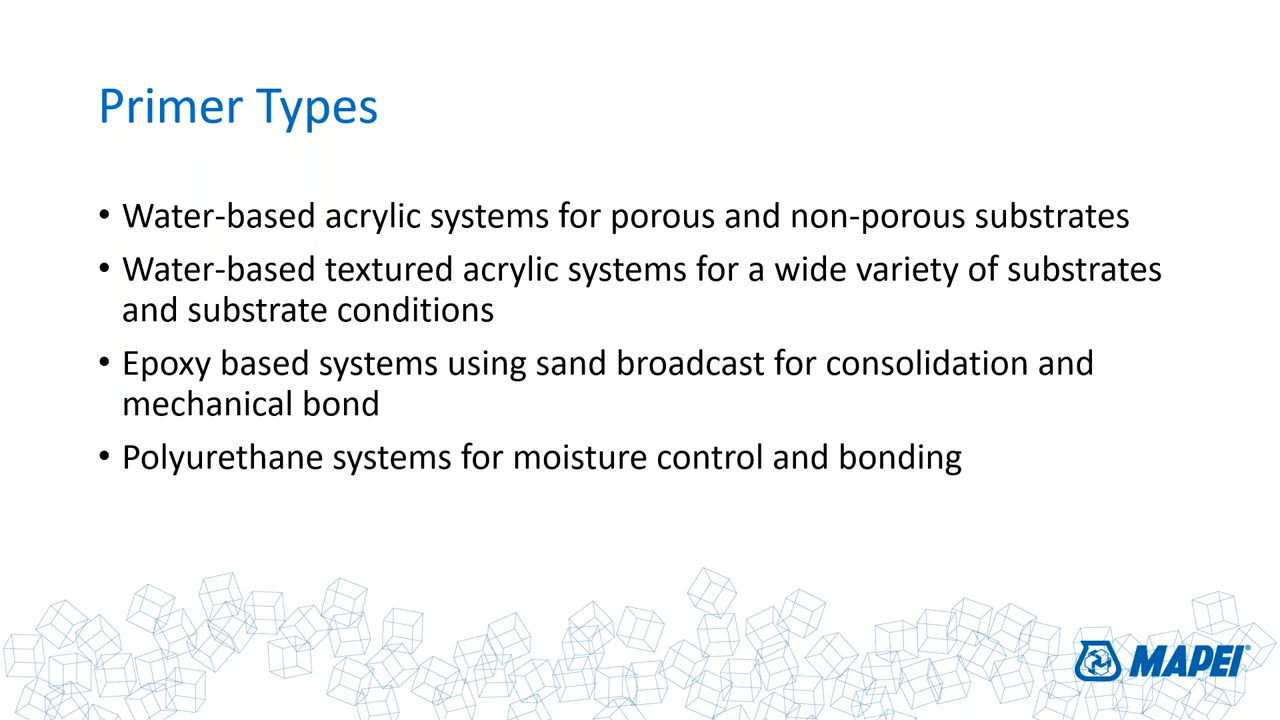 Primer Types
• Water-based acrylic systems for porous and non-porous substrates
• Water-based textured acrylic systems for a wide variety of substrates
and substrate conditions
• Epoxy based systems using sand broadcast for consolidation and
mechanical bond
• Polyurethane systems for moisture control and bonding
MAPEI®